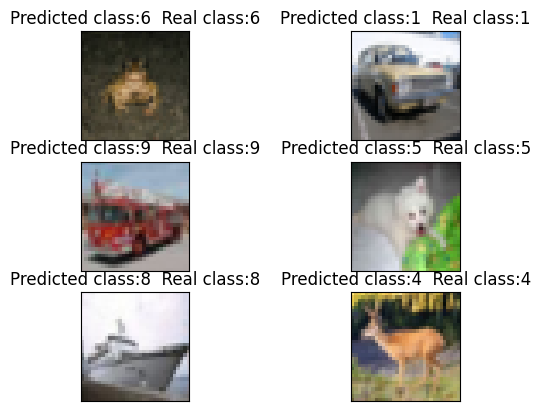 Predicted class:6  Real class:6
Predicted class:1  Real class:1
Predicted class:9  Real class:9
Predicted class:5  Real class:5
Predicted class:8  Real class:8
Predicted class:4  Real class:4